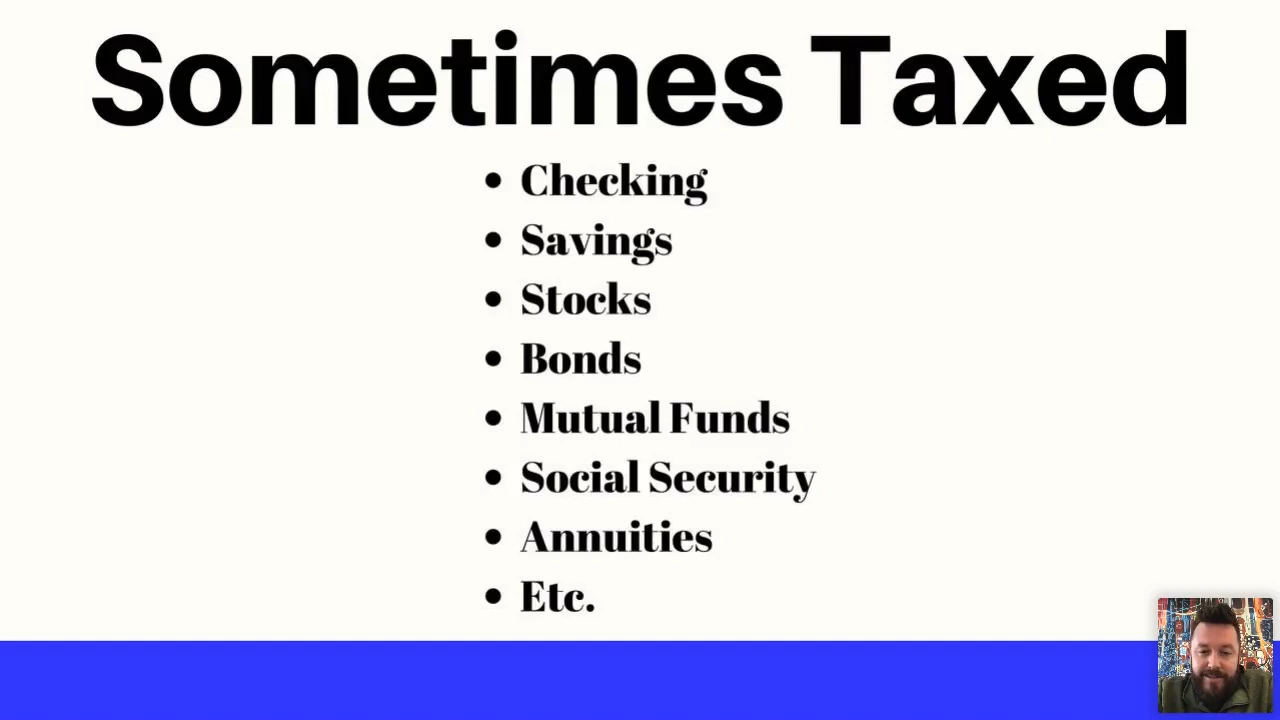 Sometimes Taxed
• Checking
• Savings
• Stocks
• Bonds
• Mutual Funds
• Social Security
• Annuities
• Etc.